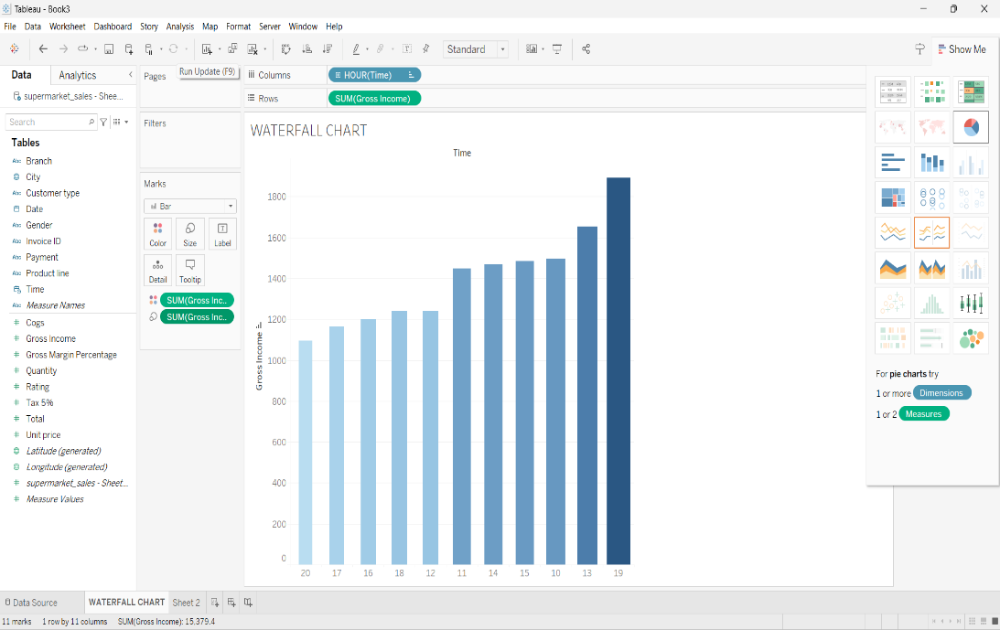 Tableau - Book3
File Data Worksheet Dashboard Story Analysis Map Format Server Window Help
Standard
Show Me
Data Analytics
Pages
Run Update (F9)
Columns
HOUR(Time)
supermarket_sales - Shee...
Rows
SUM(Gross Income)
Search
Filters
Tables
Abc Branch
City
Abc Customer type
Date
Abc Gender
Abc Invoice ID
Abc Payment
Abc Product line
Time
Abc Measure Names
Cogs
Gross Income
Gross Margin Percentage
Quantity
Rating
Tax 5%
Total
Unit price
Latitude (generated)
Longitude (generated)
supermarket_sales - Sheet...
Measure Values
Marks
Bar
Color Size Label
Detail Tooltip
SUM(Gross Inc..
SUM(Gross Inc..
WATERFALL CHART
Time
1800
1600
1400
1200
1000
800
600
400
200
0
Gross Income
20 17 16 18 12 11 14 15 10 13 19
For pie charts try
1 or more Dimensions
1 or 2 Measures
Data Source WATERFALL CHART Sheet 2
11 marks 1 row by 11 columns SUM(Gross Income): 15,379.4